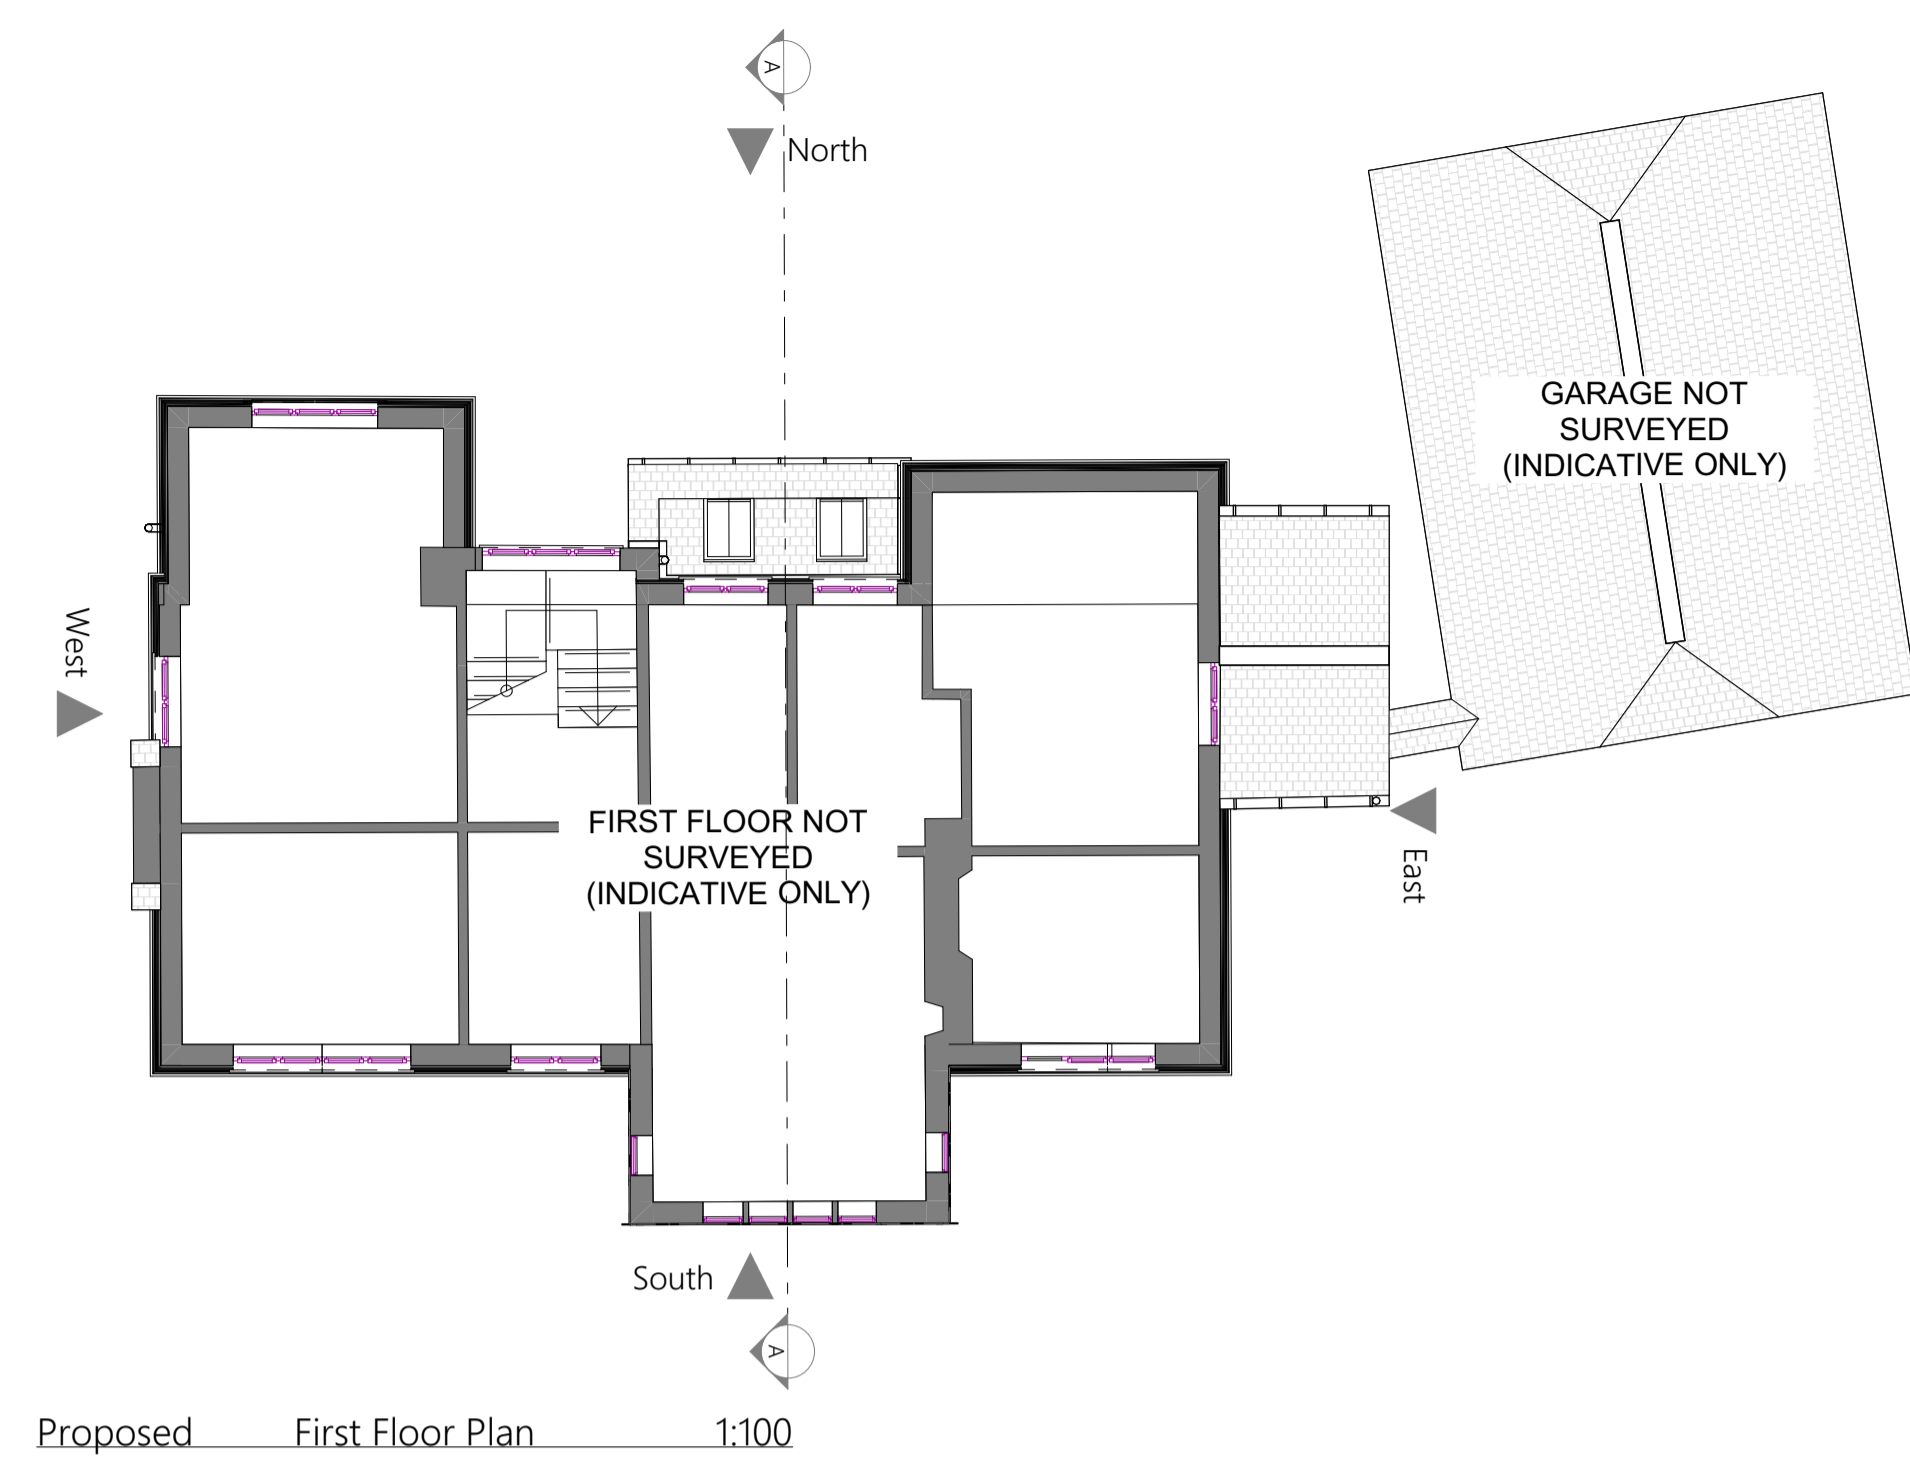 A
North
GARAGE NOT
SURVEYED
(INDICATIVE ONLY)
West
FIRST FLOOR NOT
SURVEYED
(INDICATIVE ONLY)
East
South
A
Proposed First Floor Plan 1:100